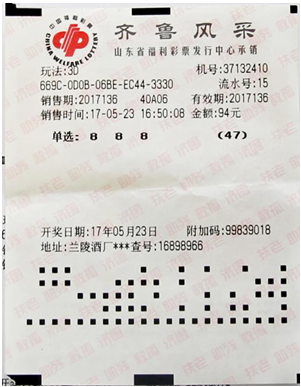 中国福利彩票
CHINA WELFARE LOTTERY
齐鲁风采
山东省福利彩票发行中心承销
玩法:3D 机号:37132410
669C-0D0B-06BE-EC44-3330 流水号:15
销售期:2017136 40A06 有效期:2017136
销售时间:17-05-23 16:50:08 金额:94元
单选: 8 8 8 (47)
开奖日期:17年05月23日 附加码:99839018
地址:兰陵酒厂***查号:16898966